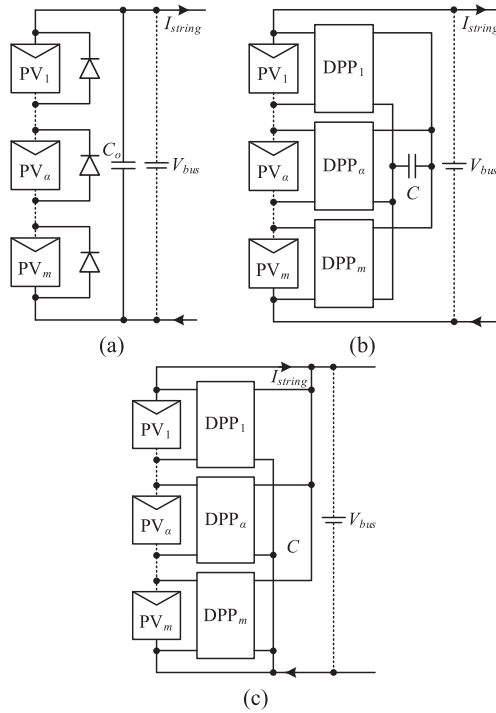 I_string
PV_1
PV_α
C_o
V_bus
PV_m
(a)
I_string
PV_1
DPP_1
PV_α
DPP_α
C
V_bus
PV_m
DPP_m
(b)
I_string
PV_1
DPP_1
PV_α
DPP_α
C
V_bus
PV_m
DPP_m
(c)